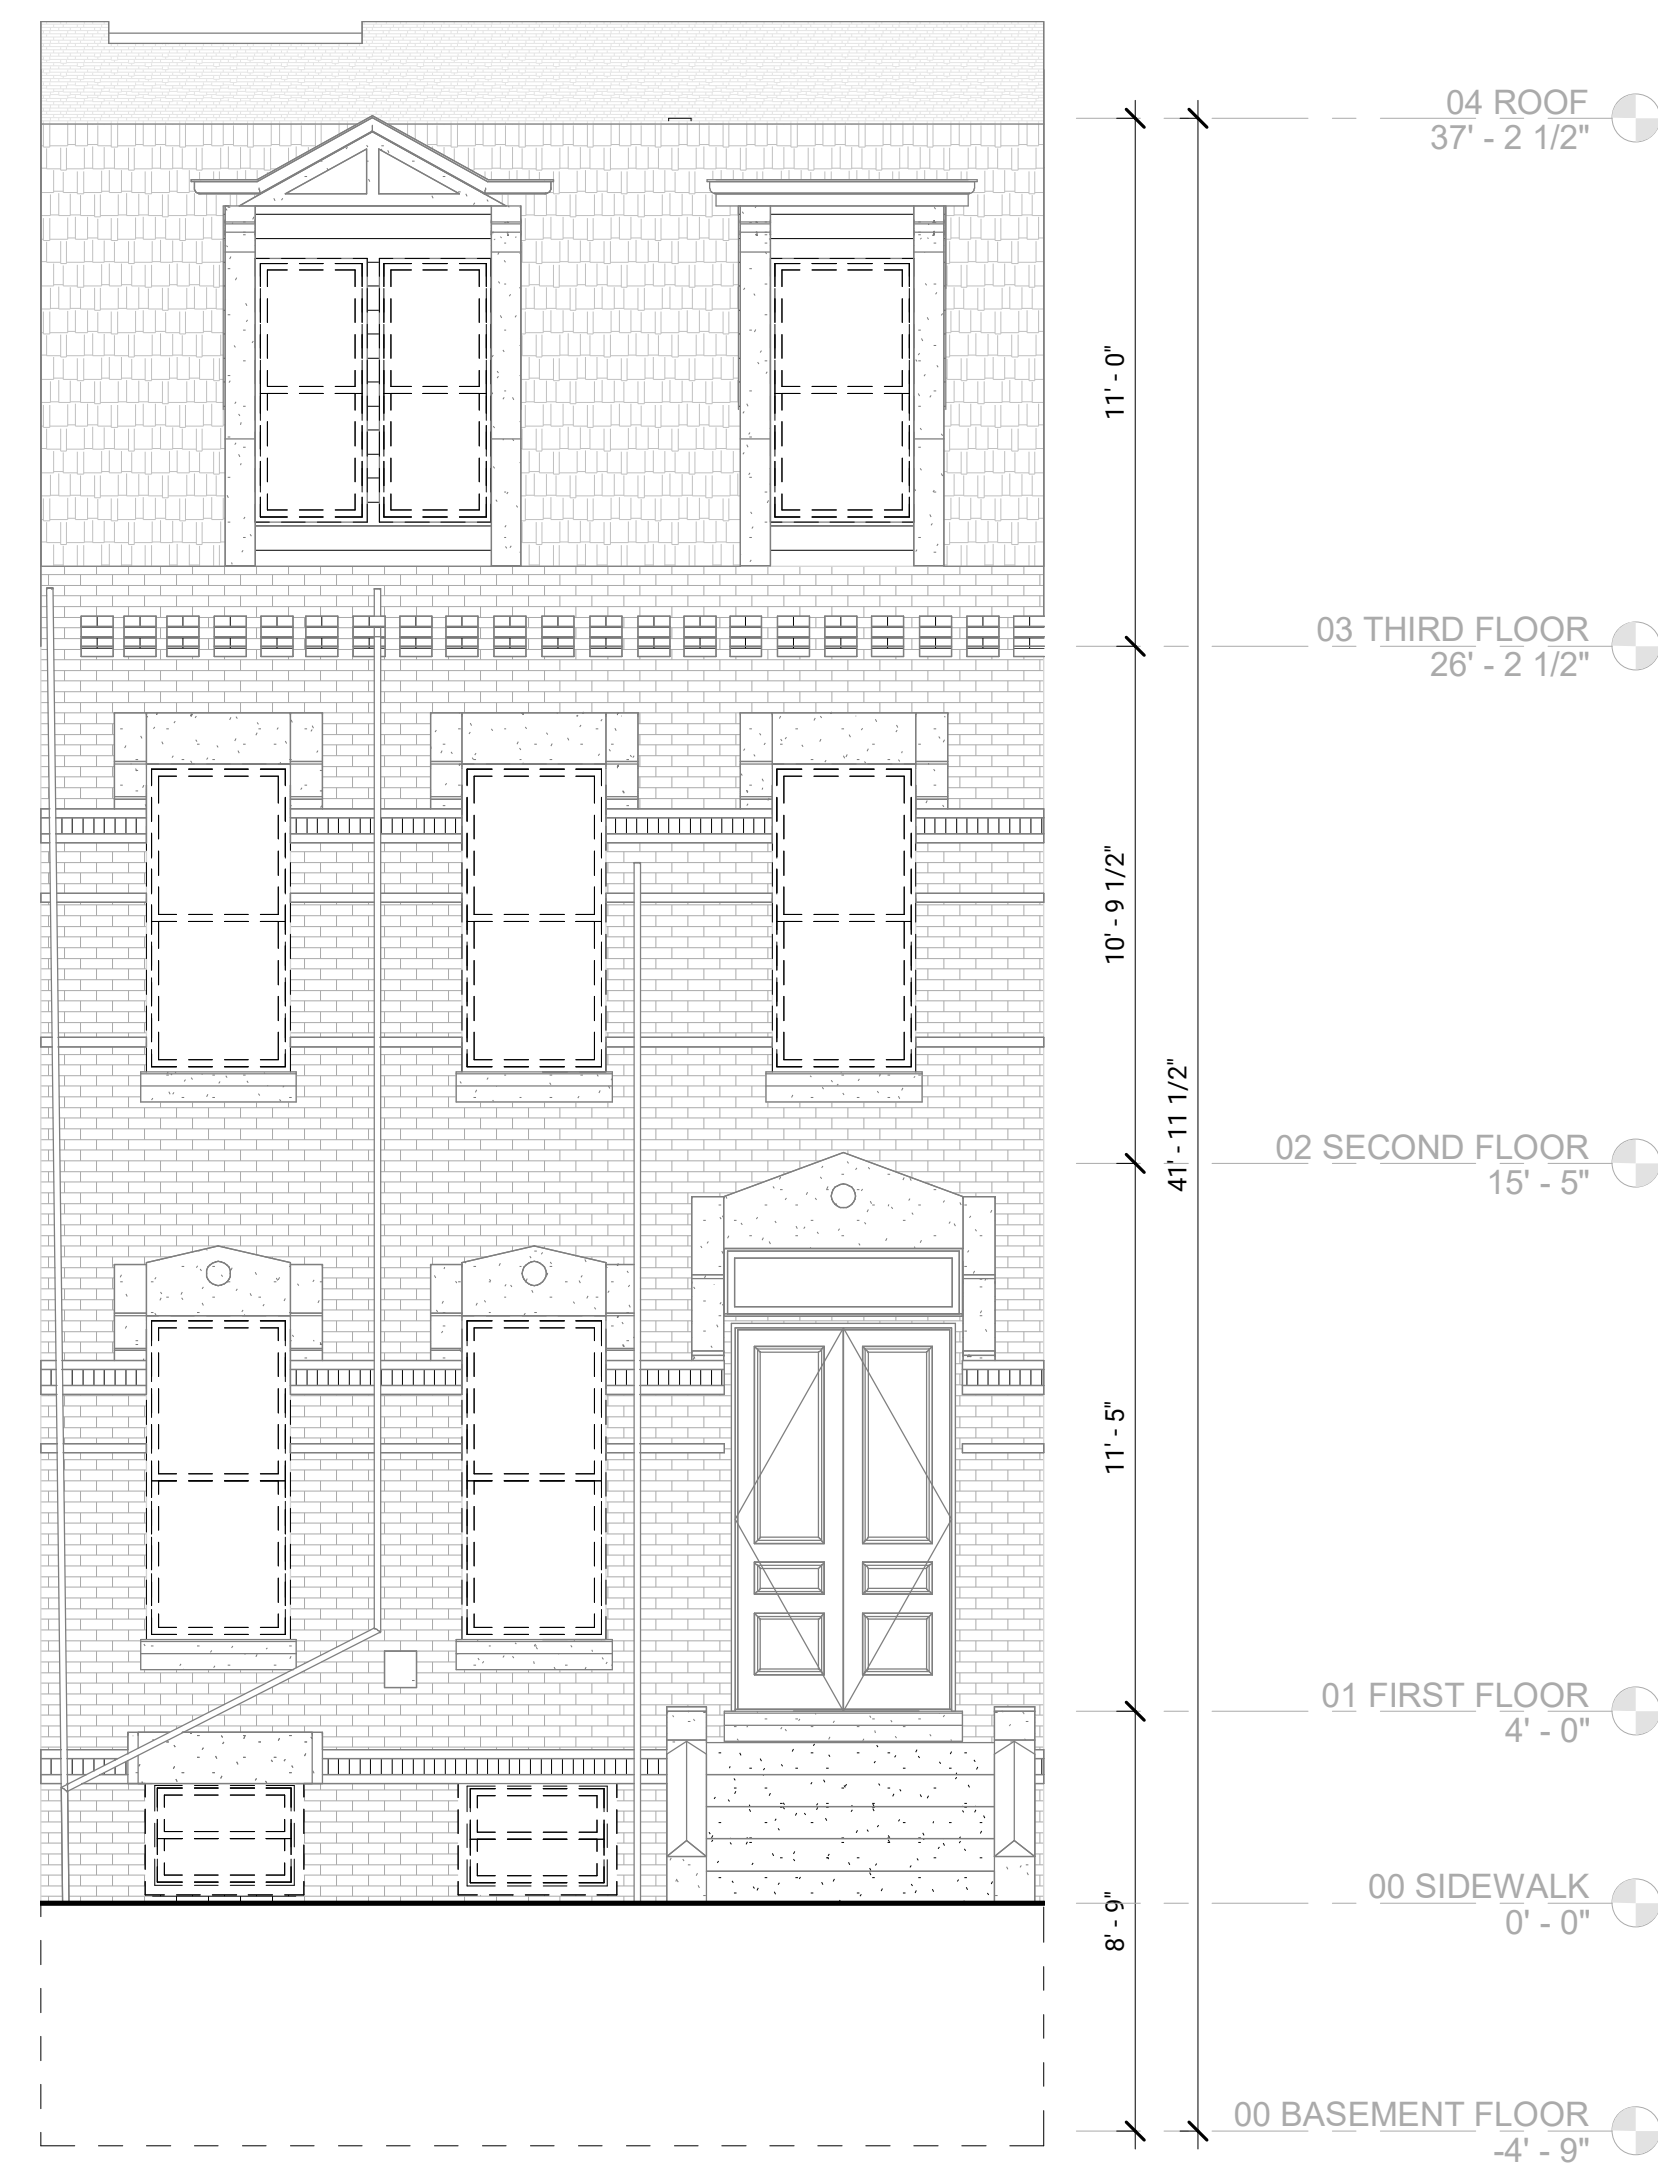 04 ROOF
37' - 2 1/2"
11' - 0"
03 THIRD FLOOR
26' - 2 1/2"
10' - 9 1/2"
41' - 11 1/2"
02 SECOND FLOOR
15' - 5"
11' - 5"
01 FIRST FLOOR
4' - 0"
00 SIDEWALK
0' - 0"
8' - 9"
00 BASEMENT FLOOR
-4' - 9"